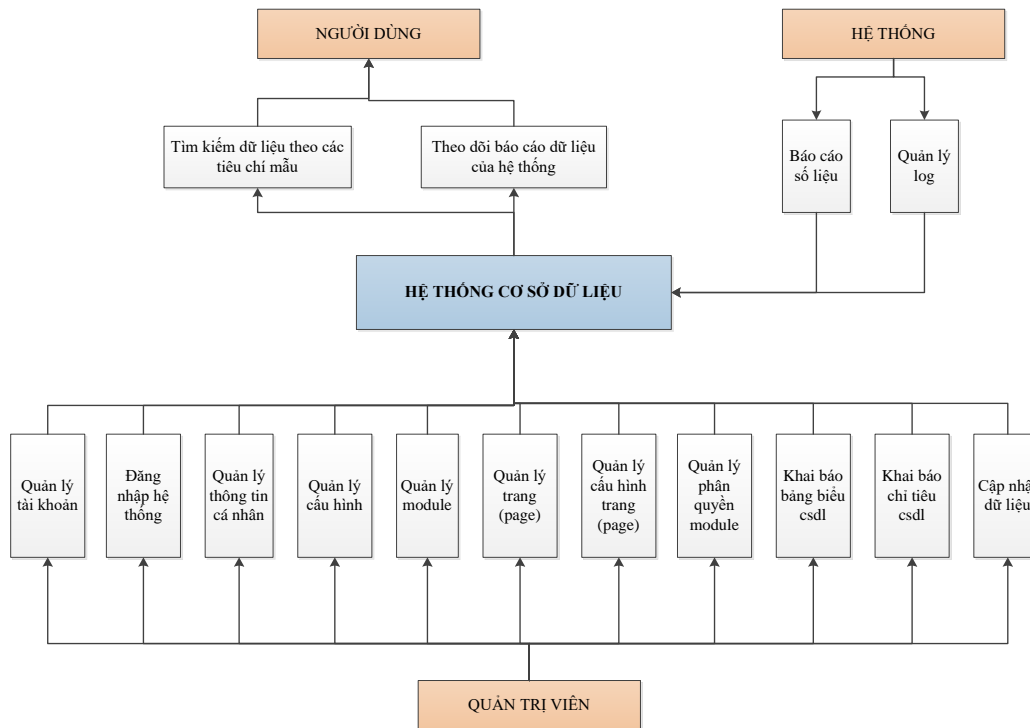 NGƯỜI DÙNG
HỆ THỐNG
Tìm kiếm dữ liệu theo các
tiêu chí mẫu
Theo dõi báo cáo dữ liệu
của hệ thống
Báo cáo
số liệu
Quản lý
log
HỆ THỐNG CƠ SỞ DỮ LIỆU
Quản lý
tài khoản
Đăng
nhập hệ
thống
Quản lý
thông tin
cá nhân
Quản lý
cấu hình
Quản lý
module
Quản lý
trang
(page)
Quản lý
cấu hình
trang
(page)
Quản lý
phân
quyền
module
Khai báo
bảng biểu
csdl
Khai báo
chỉ tiêu
csdl
Cập nhật
dữ liệu
QUẢN TRỊ VIÊN